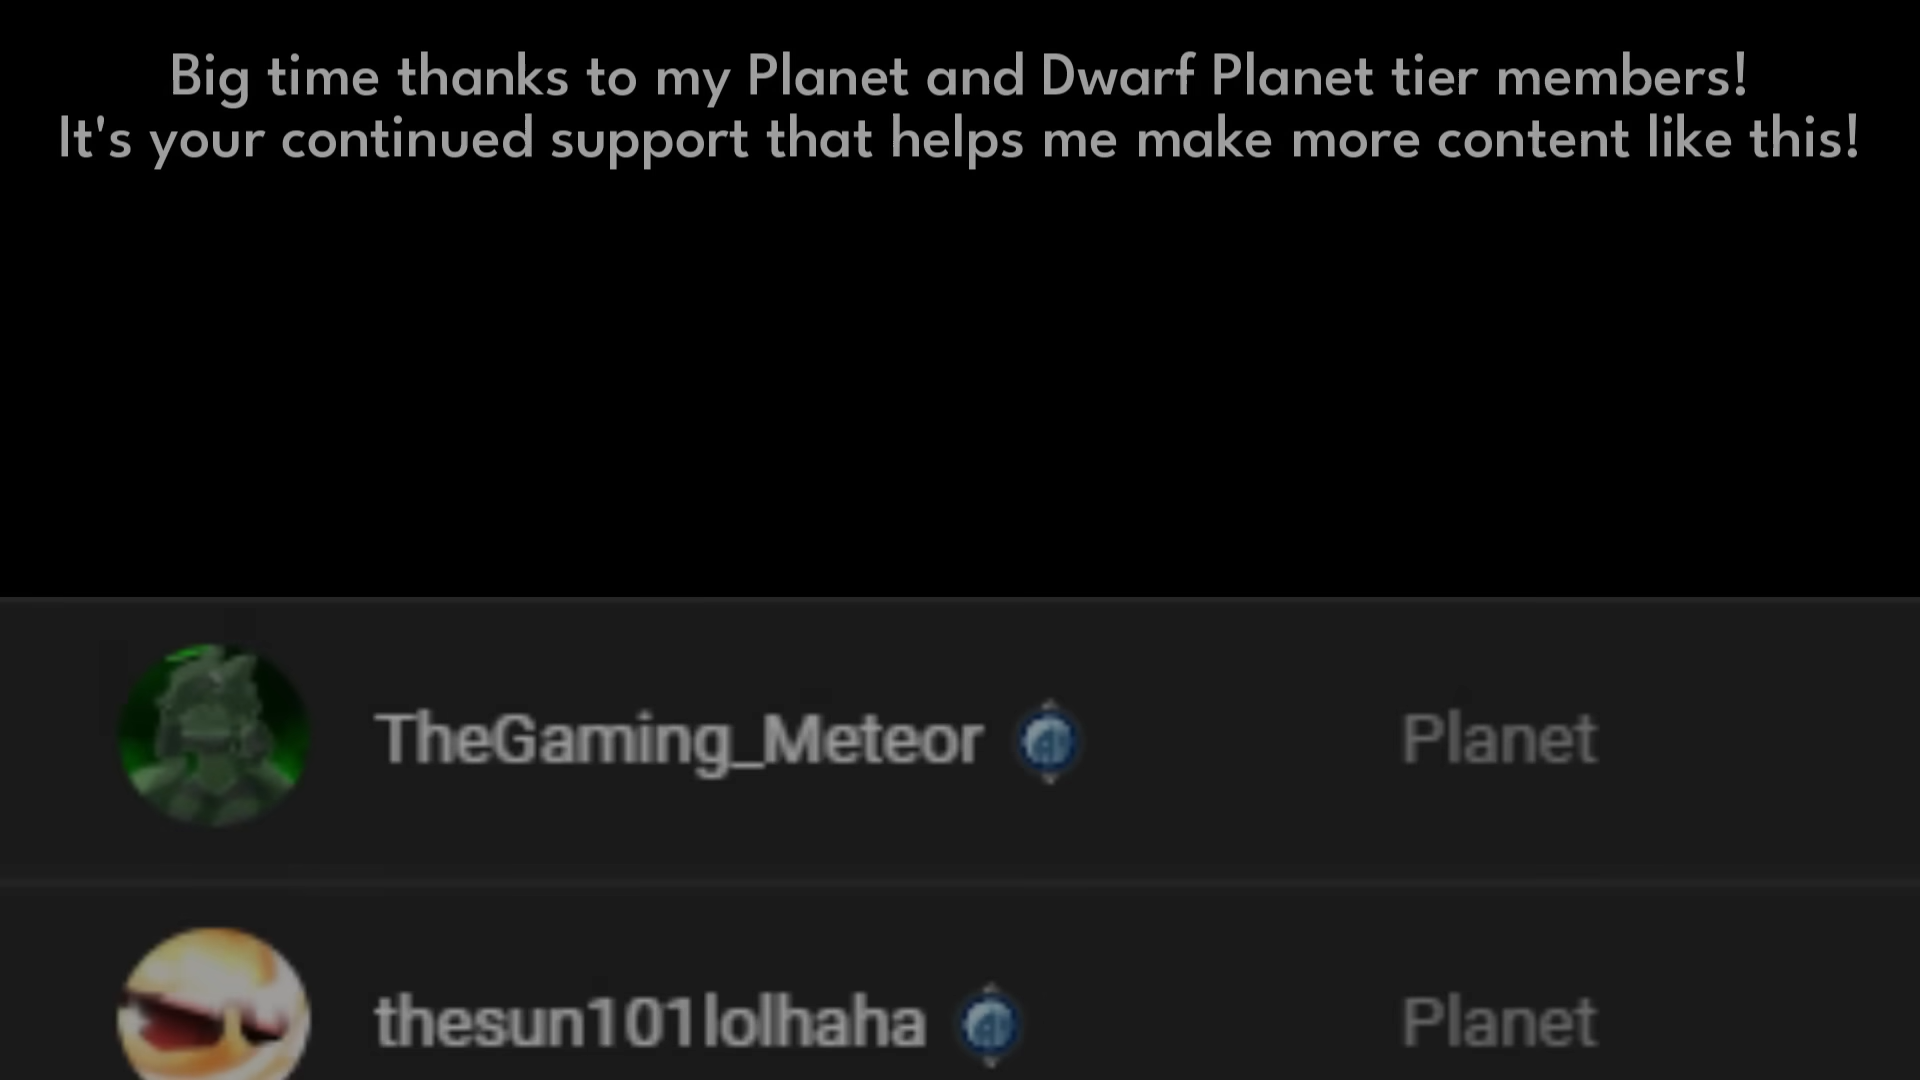 Big time thanks to my Planet and Dwarf Planet tier members!
It's your continued support that helps me make more content like this!
TheGaming_Meteor Planet
thesun101lolhaha Planet